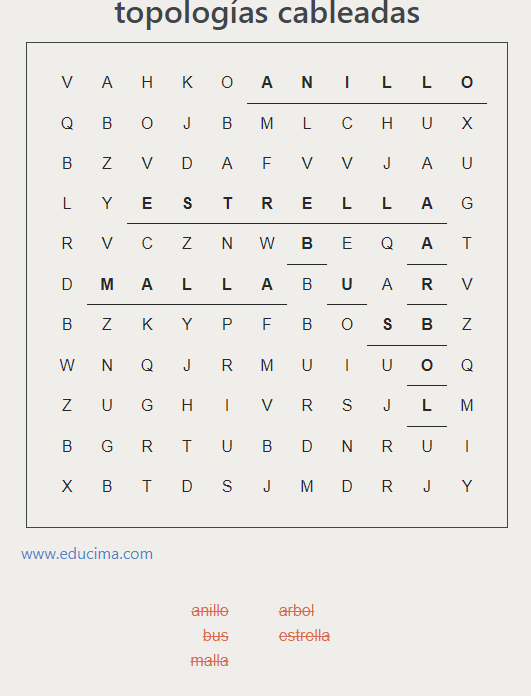 topologías cableadas
V A H K O A N I L L O
Q B O J B M L C H U X
B Z V D A F V V J A U
L Y E S T R E L L A G
R V C Z N W B E Q A T
D M A L L A B U A R V
B Z K Y P F B O S B Z
W N Q J R M U I U O Q
Z U G H I V R S J L M
B G R T U B D N R U I
X B T D S J M D R J Y
www.educima.com
anillo arbol
bus estrella
malla